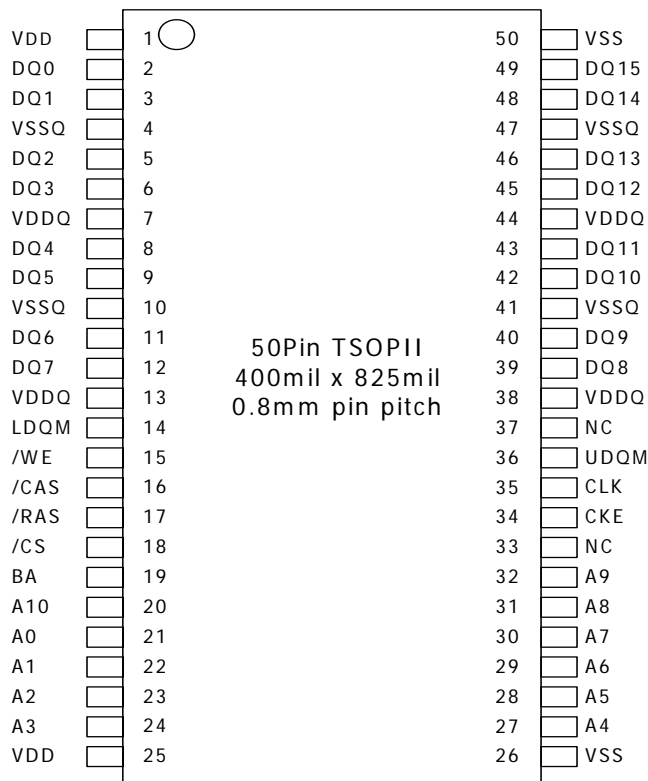 VDD 1 50 VSS
DQ0 2 49 DQ15
DQ1 3 48 DQ14
VSSQ 4 47 VSSQ
DQ2 5 46 DQ13
DQ3 6 45 DQ12
VDDQ 7 44 VDDQ
DQ4 8 43 DQ11
DQ5 9 42 DQ10
VSSQ 10 41 VSSQ
DQ6 11 40 DQ9
DQ7 12 39 DQ8
VDDQ 13 38 VDDQ
LDQM 14 37 NC
/WE 15 36 UDQM
/CAS 16 35 CLK
/RAS 17 34 CKE
/CS 18 33 NC
BA 19 32 A9
A10 20 31 A8
A0 21 30 A7
A1 22 29 A6
A2 23 28 A5
A3 24 27 A4
VDD 25 26 VSS
50Pin TSOPII
400mil x 825mil
0.8mm pin pitch